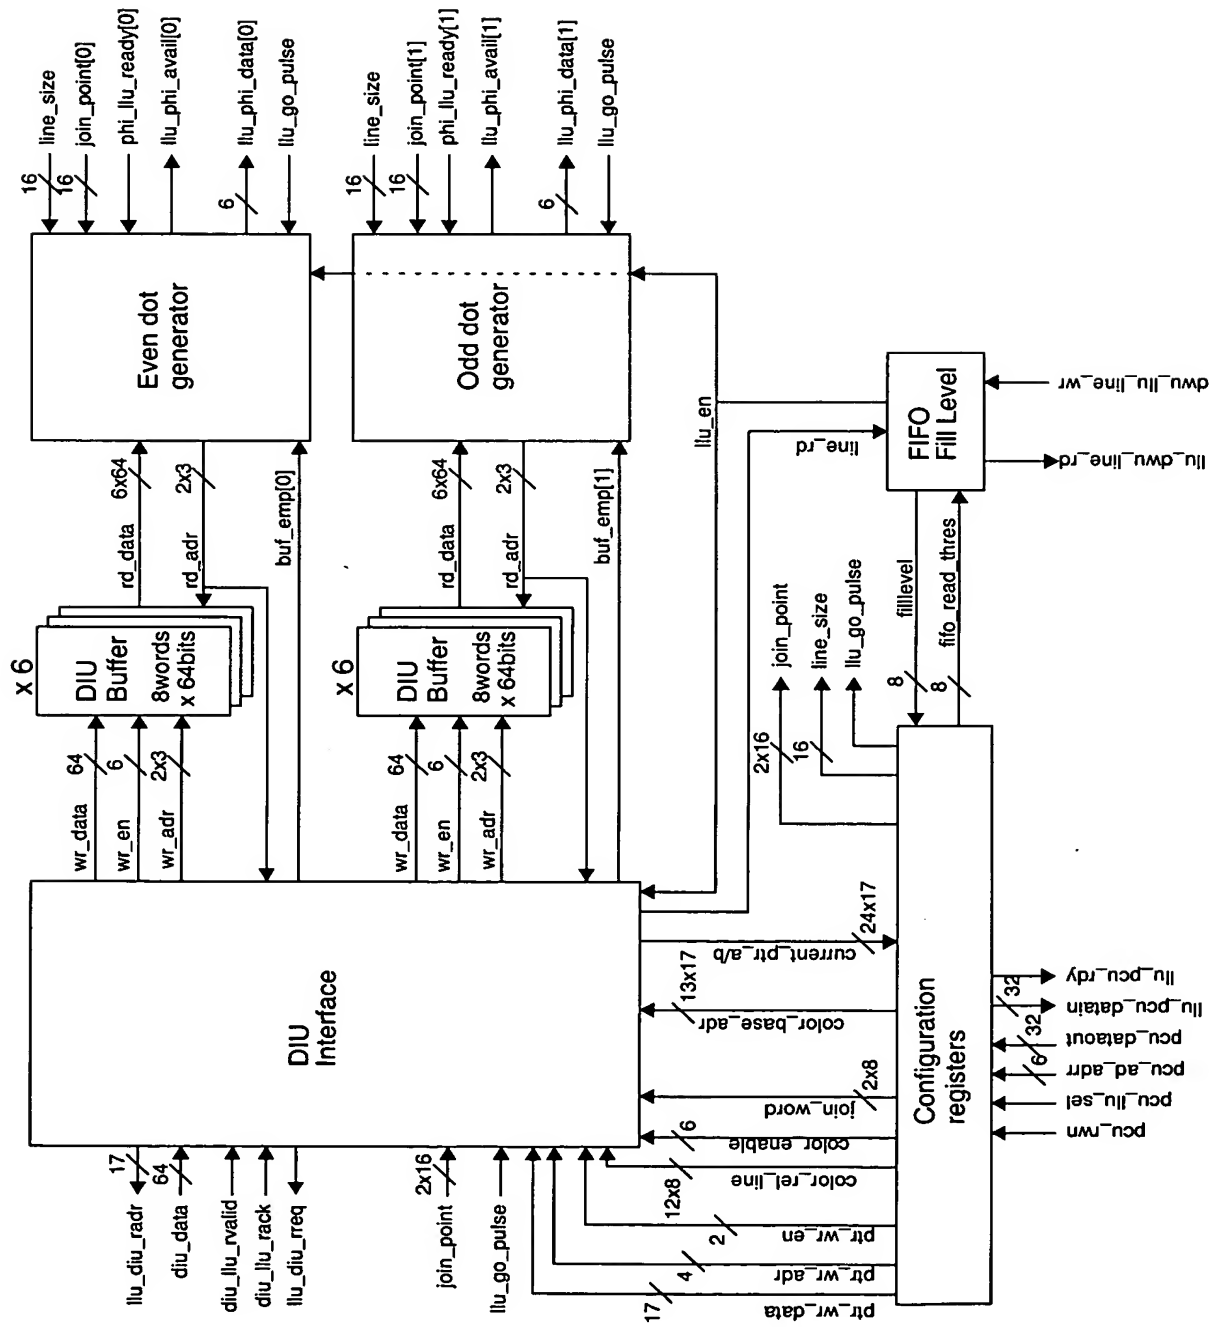 line_size
16
join_point[0]
16
phi_llu_ready[0]
llu_phi_avail[0]
llu_phi_data[0]
6
llu_go_pulse
line_size
16
join_point[1]
16
phi_llu_ready[1]
llu_phi_avail[1]
llu_phi_data[1]
6
llu_go_pulse
Even dot
generator
Odd dot
generator
rd_data
6x64
rd_adr
2x3
buf_emp[0]
rd_data
6x64
rd_adr
2x3
buf_emp[1]
llu_en
line_rd
FIFO
Fill Level
dwu_llu_line_wr
llu_dwu_line_rd
x 6
DIU
Buffer
8words
x 64bits
x 6
DIU
Buffer
8words
x 64bits
join_point
line_size
llu_go_pulse
filllevel
fifo_read_thres
2x16
16
8
8
wr_data
64
wr_en
6
wr_adr
2x3
wr_data
64
wr_en
6
wr_adr
2x3
DIU
Interface
current_ptr_a/b
24x17
color_base_adr
13x17
join_word
2x8
color_enable
6
color_rel_line
12x8
ptr_wr_en
2
ptr_wr_adr
4
ptr_wr_data
17
Configuration
registers
llu_pcu_rdy
llu_pcu_datain
32
pcu_dataout
32
pcu_ad_adrr
6
pcu_llu_sel
pcu_rwn
llu_diu_radr
17
diu_data
64
diu_llu_rvalid
diu_llu_rack
llu_diu_rreq
join_point
2x16
llu_go_pulse